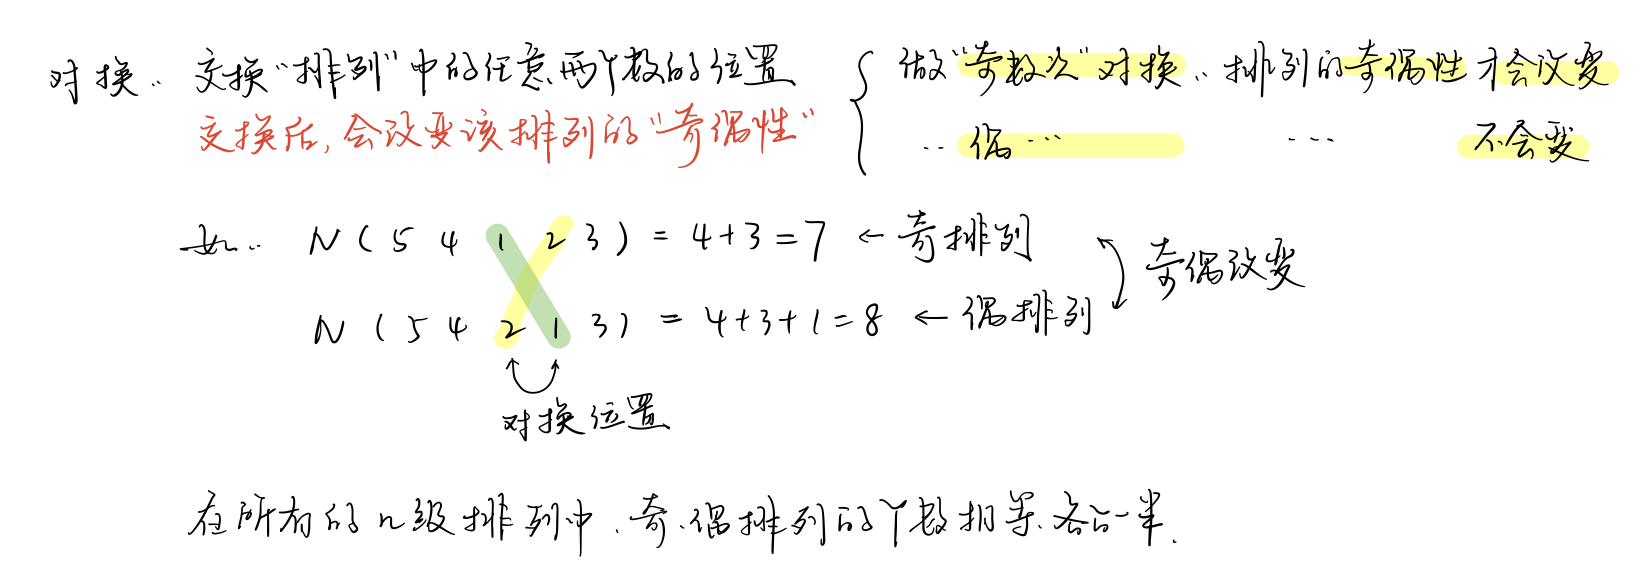 对换.. 交换“排列”中的任意两个数的位置
交换后,会改变该排列的“奇偶性”
做“奇数次”对换.. 排列的奇偶性才会改变
.. 偶... ... 不会变
如.. N ( 5 4 1 2 3 ) = 4+3=7 ← 奇排列
奇偶改变
N ( 5 4 2 1 3 ) = 4+3+1=8 ← 偶排列
对换位置
在所有的n级排列中.奇.偶排列的个数相等.各占一半.